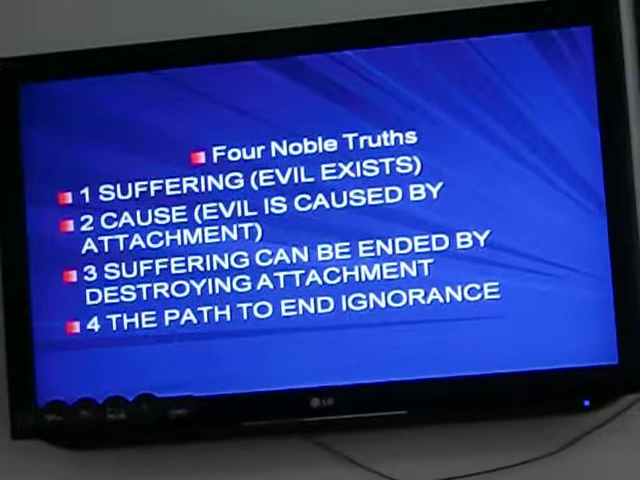 Four Noble Truths
1 SUFFERING (EVIL EXISTS)
2 CAUSE (EVIL IS CAUSED BY
ATTACHMENT)
3 SUFFERING CAN BE ENDED BY
DESTROYING ATTACHMENT
4 THE PATH TO END IGNORANCE
LG